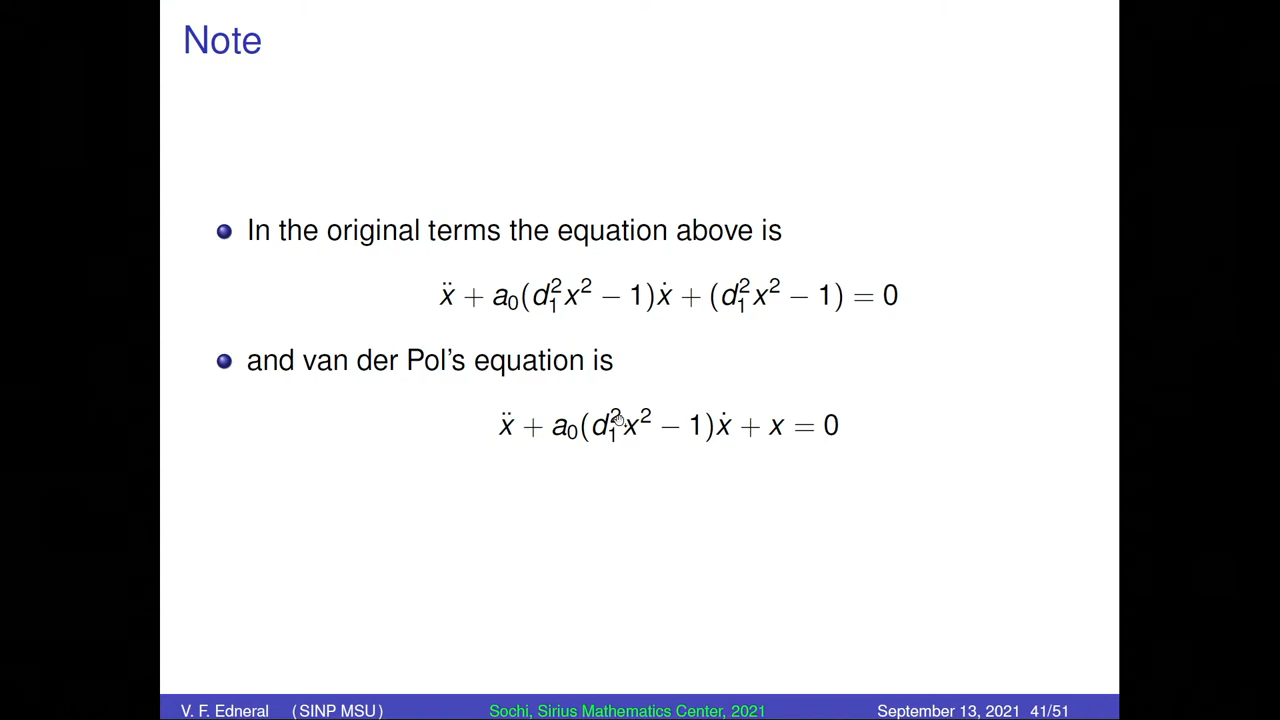 Note
In the original terms the equation above is
ẍ + a₀(d₁²x² − 1)ẋ + (d₁²x² − 1) = 0
and van der Pol's equation is
ẍ + a₀(d₁²x² − 1)ẋ + x = 0
V. F. Edneral (SINP MSU) Sochi, Sirius Mathematics Center, 2021 September 13, 2021 41/51